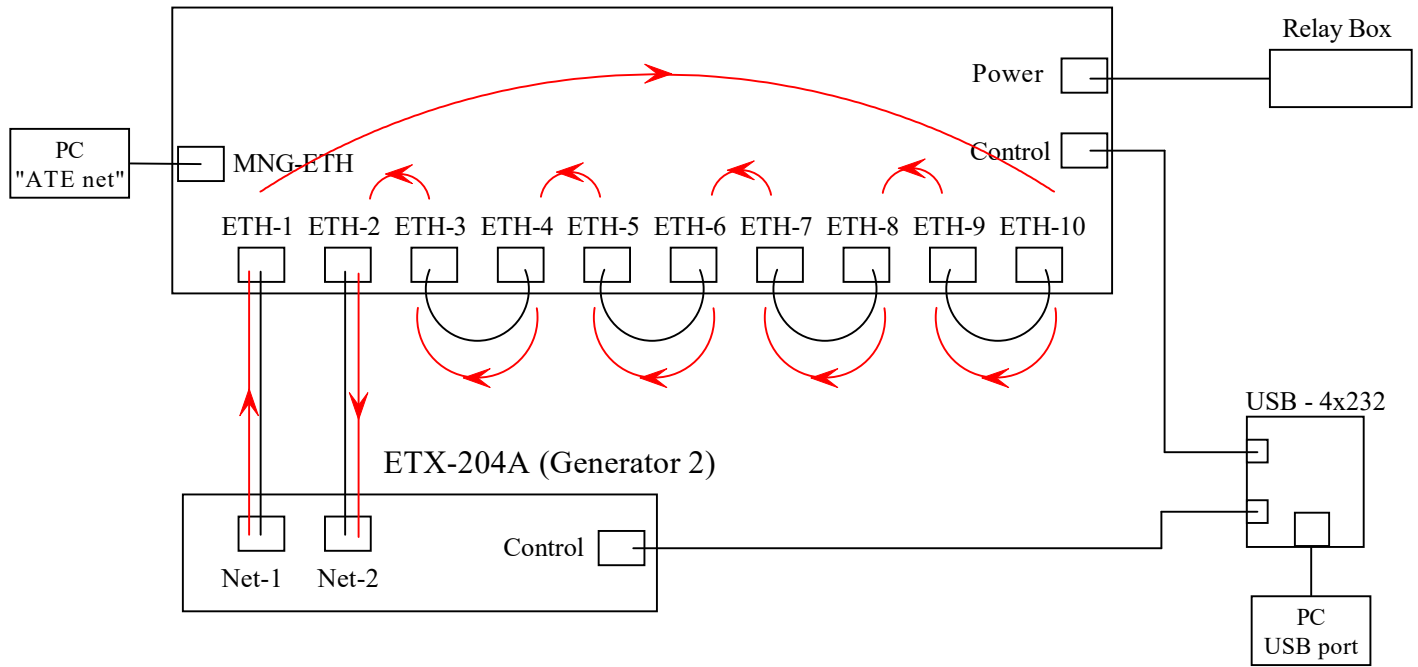 Relay Box
Power
Control
PC
"ATE net"
MNG-ETH
ETH-1 ETH-2 ETH-3 ETH-4 ETH-5 ETH-6 ETH-7 ETH-8 ETH-9 ETH-10
USB - 4x232
ETX-204A (Generator 2)
Control
Net-1 Net-2
PC
USB port